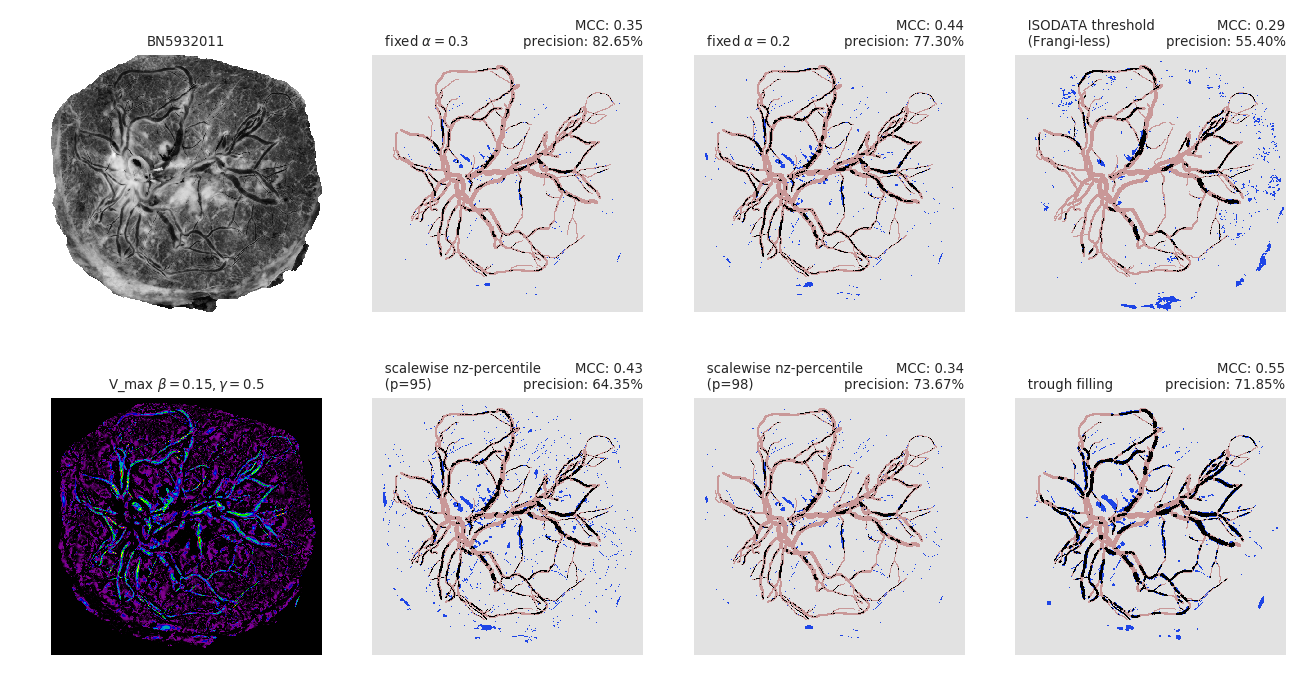 BN5932011
MCC: 0.35
fixed α = 0.3 precision: 82.65%
MCC: 0.44
fixed α = 0.2 precision: 77.30%
ISODATA threshold MCC: 0.29
(Frangi-less) precision: 55.40%
V_max β = 0.15, γ = 0.5
scalewise nz-percentile MCC: 0.43
(p=95) precision: 64.35%
scalewise nz-percentile MCC: 0.34
(p=98) precision: 73.67%
MCC: 0.55
trough filling precision: 71.85%